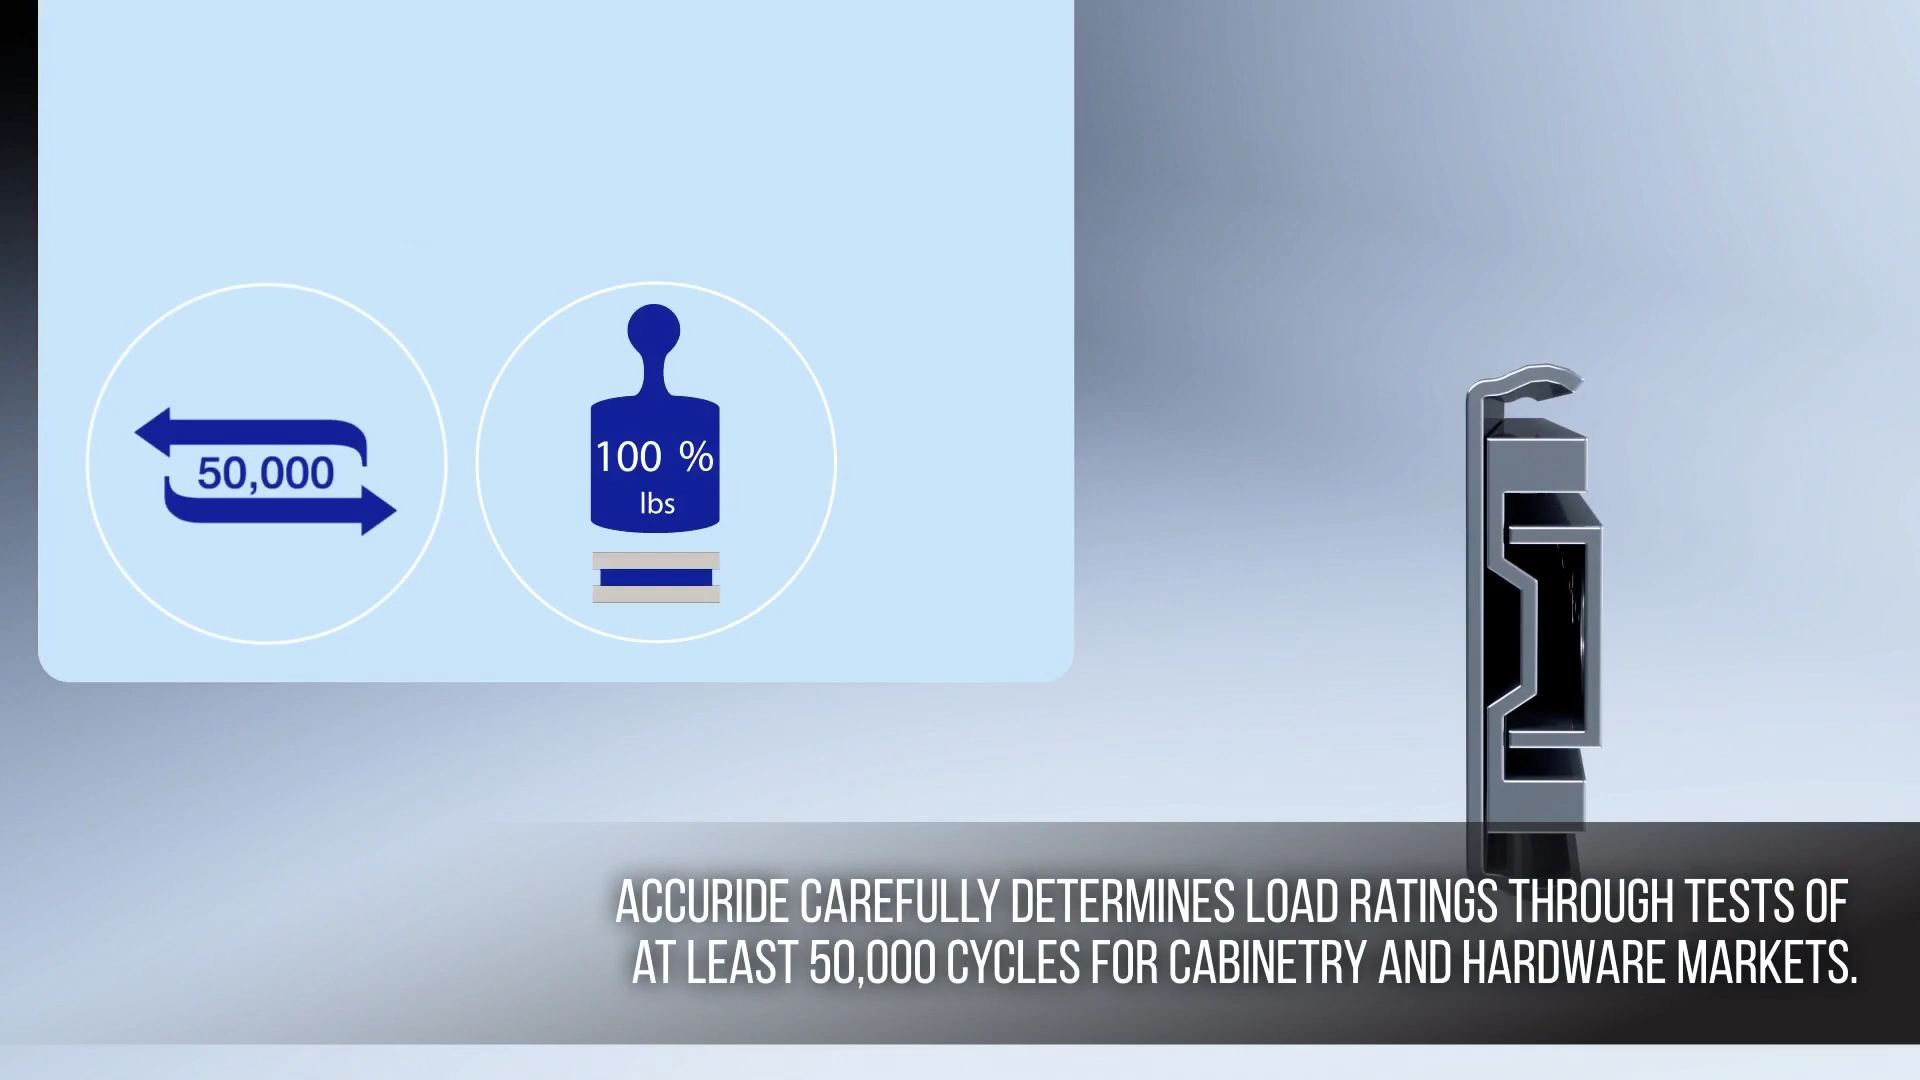 50,000
100 %
lbs
ACCURIDE CAREFULLY DETERMINES LOAD RATINGS THROUGH TESTS OF
AT LEAST 50,000 CYCLES FOR CABINETRY AND HARDWARE MARKETS.